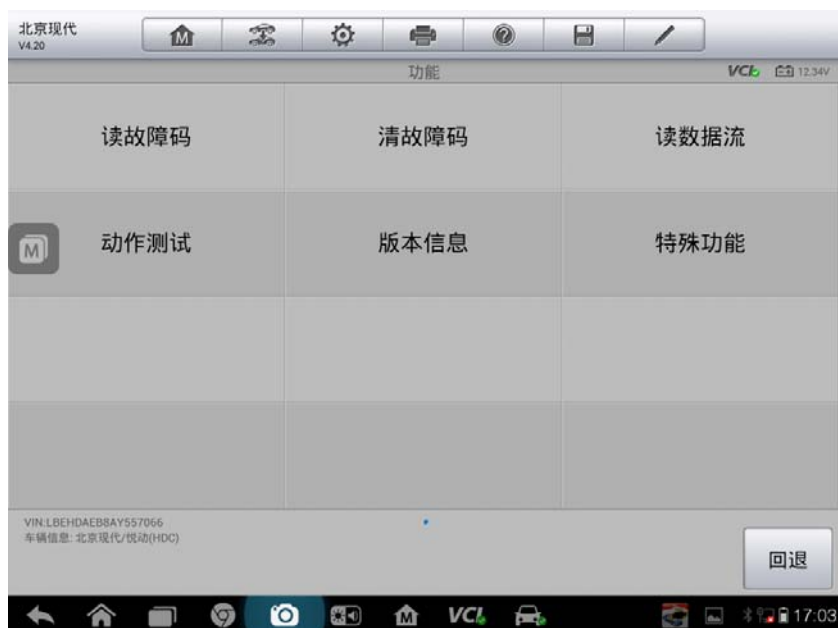 北京现代
V4.20
功能
VCI 12.34V
读故障码 清故障码 读数据流
动作测试 版本信息 特殊功能
M
VIN:LBEHDAEB8AY557066
车辆信息: 北京现代/悦动(HDC)
回退
M VCI 17:03